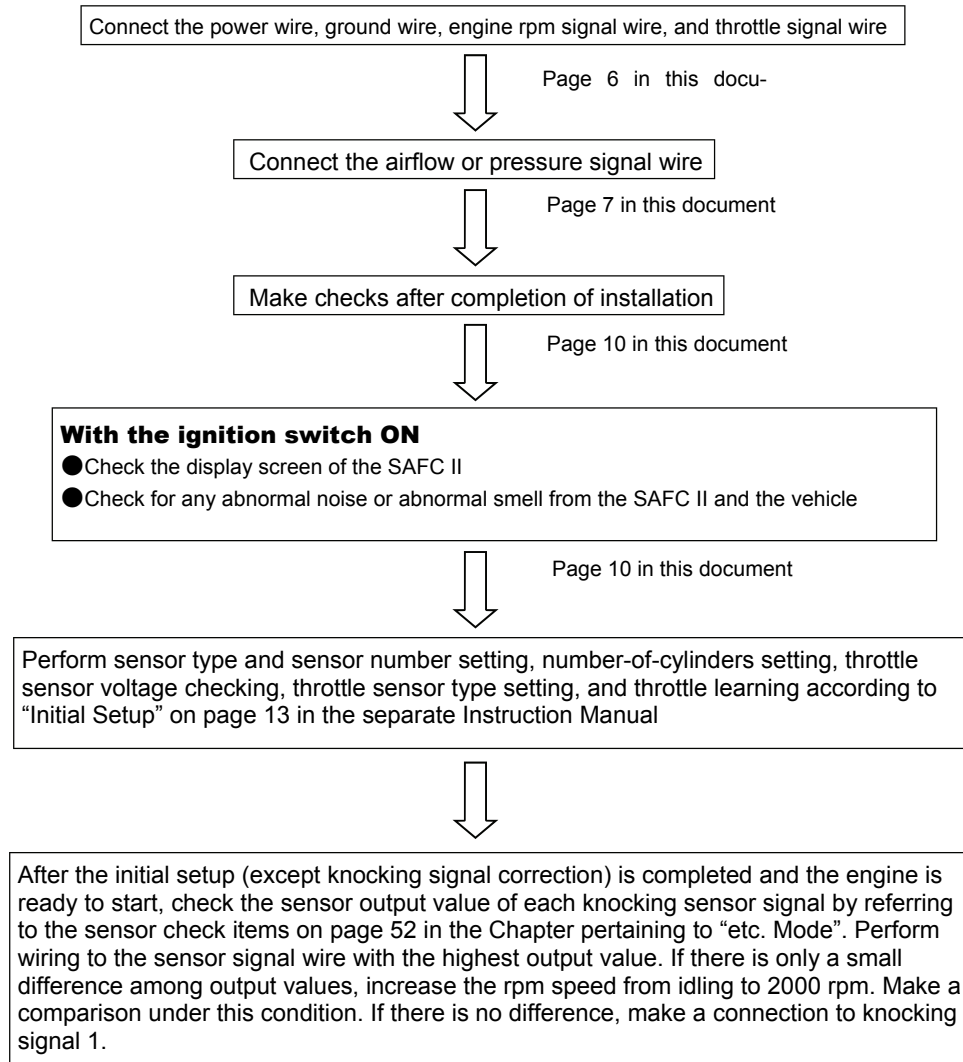 Connect the power wire, ground wire, engine rpm signal wire, and throttle signal wire
Page 6 in this docu-
Connect the airflow or pressure signal wire
Page 7 in this document
Make checks after completion of installation
Page 10 in this document
With the ignition switch ON
●Check the display screen of the SAFC II
●Check for any abnormal noise or abnormal smell from the SAFC II and the vehicle
Page 10 in this document
Perform sensor type and sensor number setting, number-of-cylinders setting, throttle
sensor voltage checking, throttle sensor type setting, and throttle learning according to
“Initial Setup” on page 13 in the separate Instruction Manual
After the initial setup (except knocking signal correction) is completed and the engine is
ready to start, check the sensor output value of each knocking sensor signal by referring
to the sensor check items on page 52 in the Chapter pertaining to “etc. Mode”. Perform
wiring to the sensor signal wire with the highest output value. If there is only a small
difference among output values, increase the rpm speed from idling to 2000 rpm. Make a
comparison under this condition. If there is no difference, make a connection to knocking
signal 1.